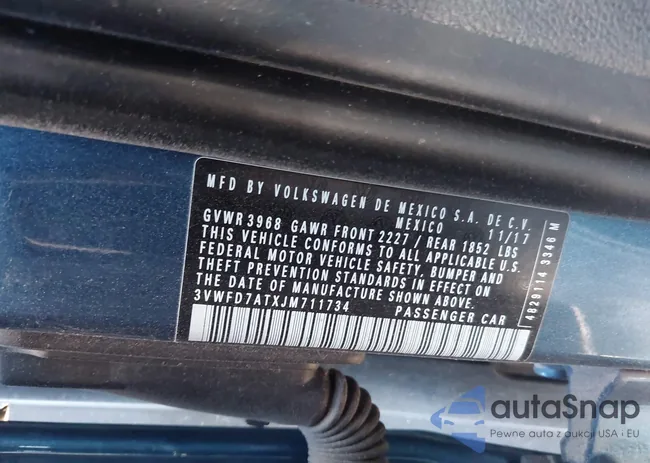 MFD BY VOLKSWAGEN DE MEXICO S.A. DE C.V.
MEXICO 11/17
GVWR 3968 GAWR FRONT 2227 / REAR 1852 LBS
THIS VEHICLE CONFORMS TO ALL APPLICABLE U.S.
FEDERAL MOTOR VEHICLE SAFETY, BUMPER AND
THEFT PREVENTION STANDARDS IN EFFECT ON
THE DATE OF MANUFACTURE SHOWN ABOVE.
3VWFD7ATXJM711734 PASSENGER CAR
4829114 9346 M
autaSnap
Pewne auta z aukcji USA i EU